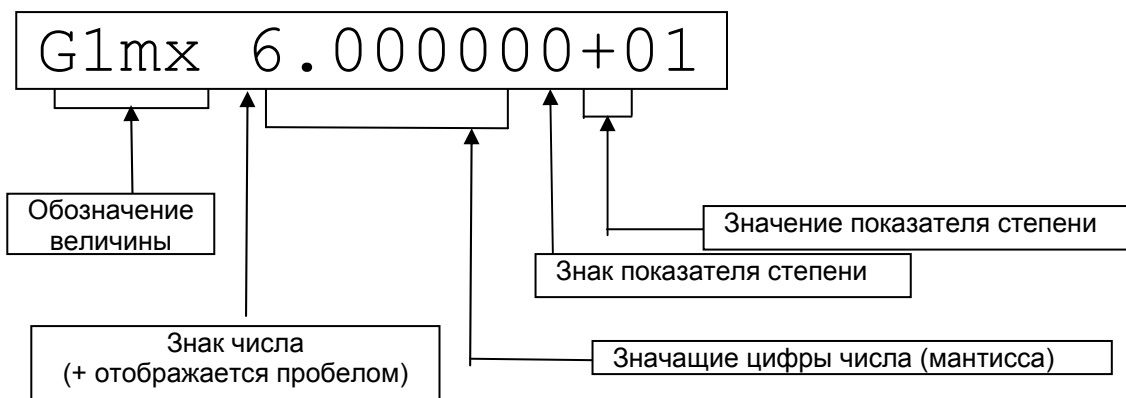 G1mx 6.000000+01
Обозначение
величины
Значение показателя степени
Знак показателя степени
Знак числа
(+ отображается пробелом)
Значащие цифры числа (мантисса)